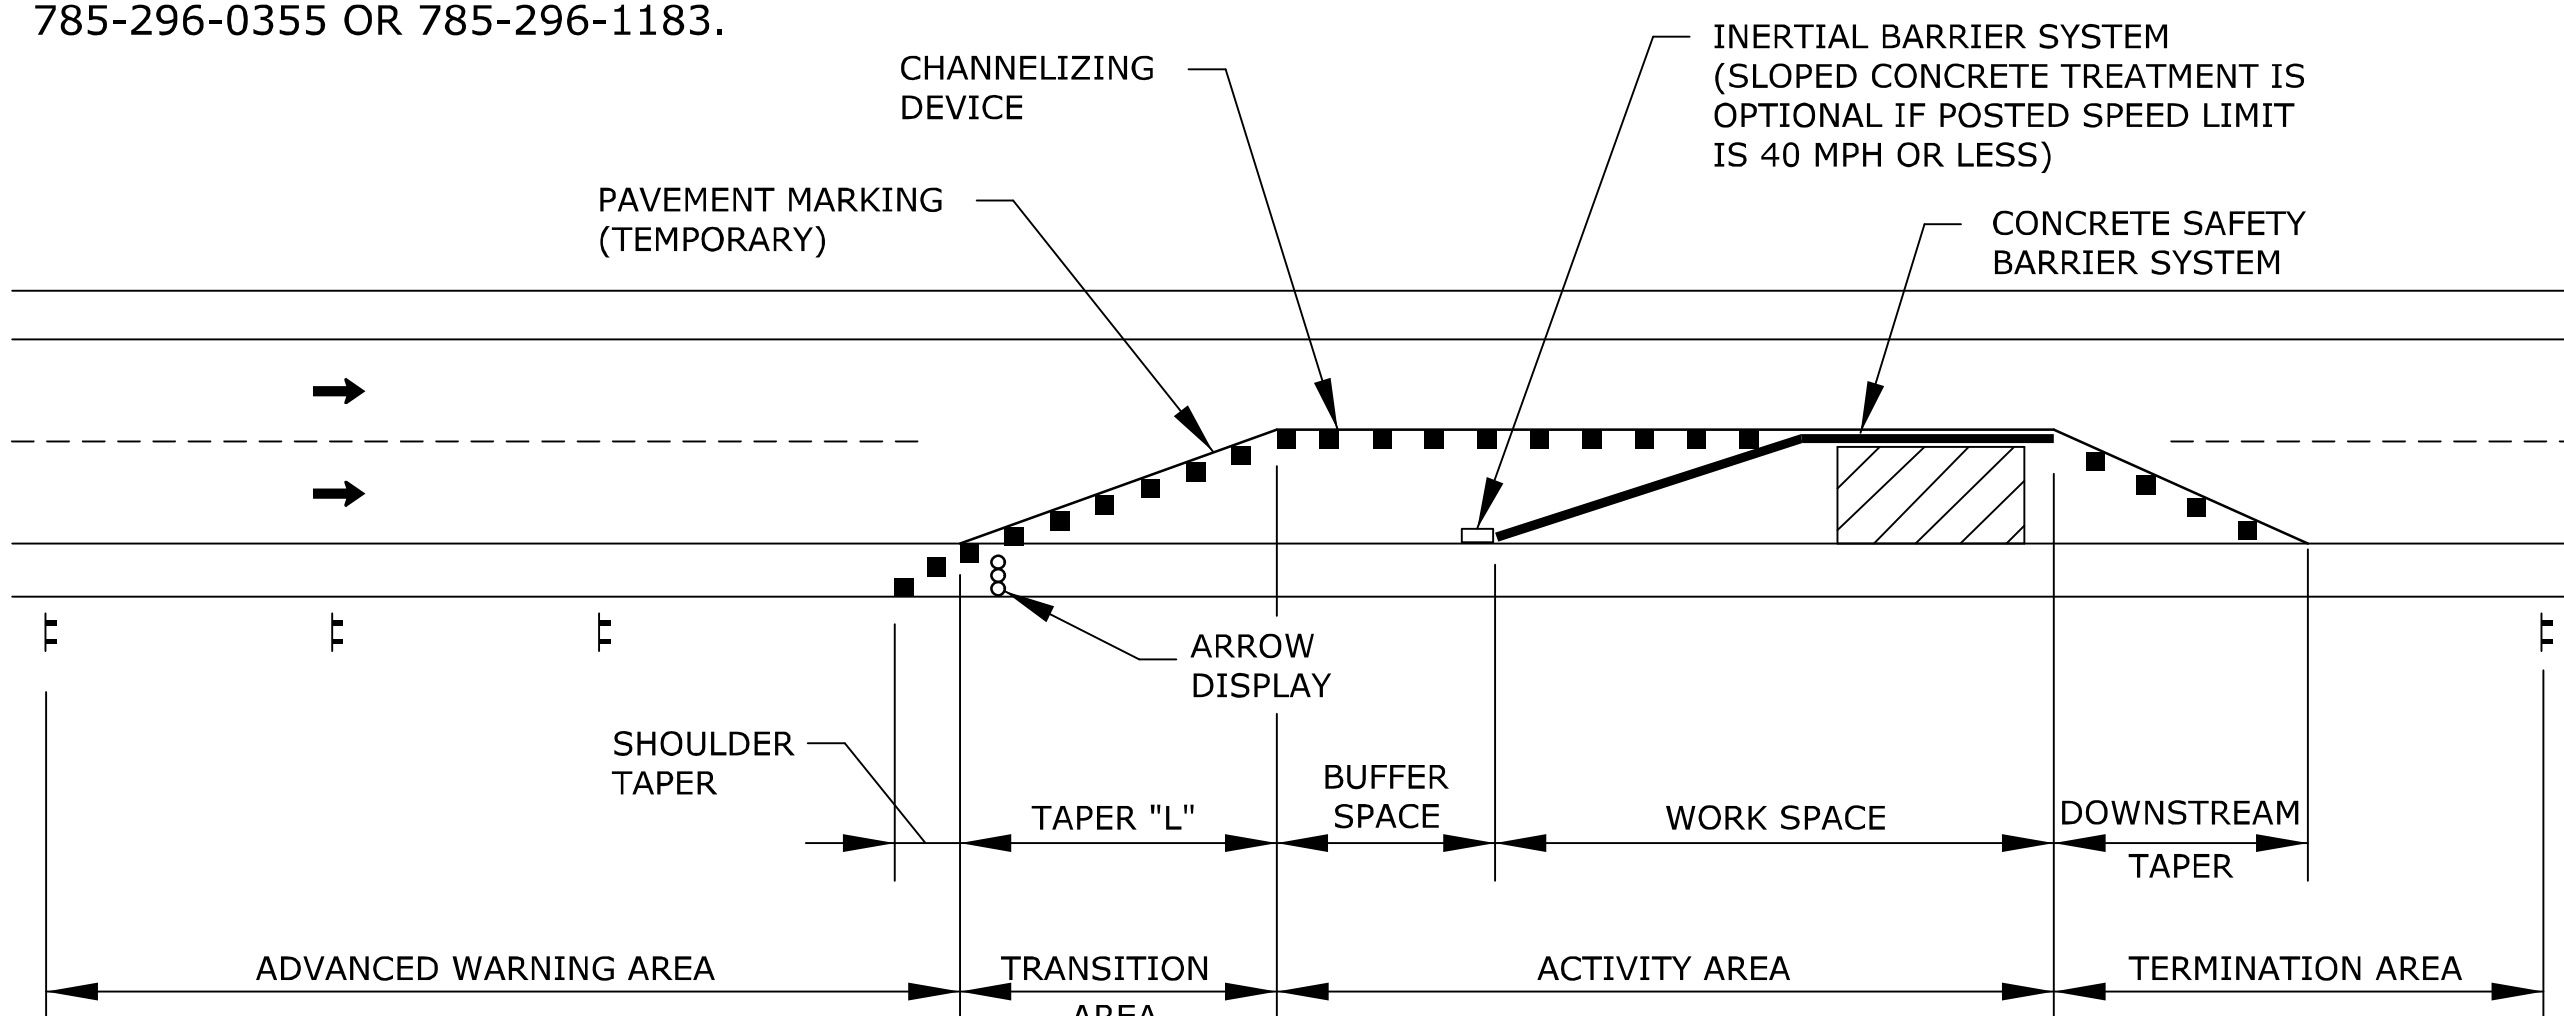 785-296-0355 OR 785-296-1183.
CHANNELIZING
DEVICE
INERTIAL BARRIER SYSTEM
(SLOPED CONCRETE TREATMENT IS
OPTIONAL IF POSTED SPEED LIMIT
IS 40 MPH OR LESS)
PAVEMENT MARKING
(TEMPORARY)
CONCRETE SAFETY
BARRIER SYSTEM
ARROW
DISPLAY
SHOULDER
TAPER
TAPER "L"
BUFFER
SPACE
WORK SPACE
DOWNSTREAM
TAPER
ADVANCED WARNING AREA
TRANSITION
AREA
ACTIVITY AREA
TERMINATION AREA